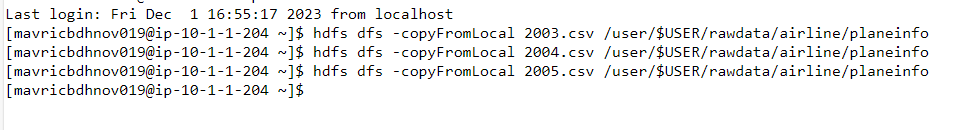 Last login: Fri Dec  1 16:55:17 2023 from localhost
[mavricbdhnov019@ip-10-1-1-204 ~]$ hdfs dfs -copyFromLocal 2003.csv /user/$USER/rawdata/airline/planeinfo
[mavricbdhnov019@ip-10-1-1-204 ~]$ hdfs dfs -copyFromLocal 2004.csv /user/$USER/rawdata/airline/planeinfo
[mavricbdhnov019@ip-10-1-1-204 ~]$ hdfs dfs -copyFromLocal 2005.csv /user/$USER/rawdata/airline/planeinfo
[mavricbdhnov019@ip-10-1-1-204 ~]$